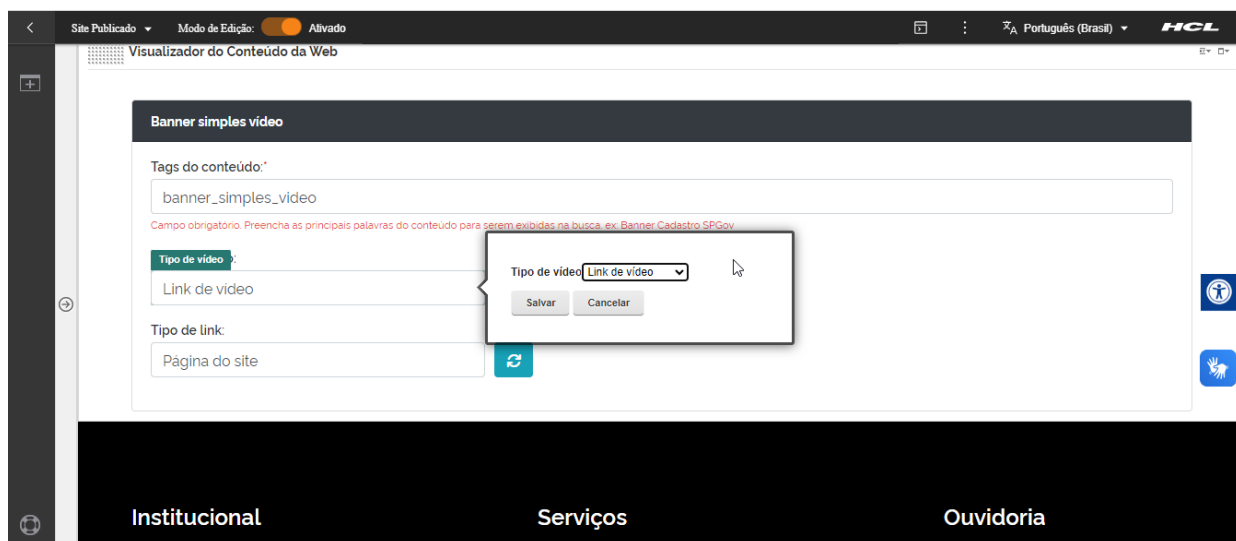 Site Publicado
Modo de Edição:
Ativado
Português (Brasil)
HCL
Visualizador do Conteúdo da Web
Banner simples vídeo
Tags do conteúdo:*
banner_simples_video
Campo obrigatório. Preencha as principais palavras do conteúdo para serem exibidas na busca, ex: Banner Cadastro SPGov
Tipo de vídeo
Link de vídeo
Tipo de vídeo Link de vídeo
Salvar Cancelar
Tipo de link:
Página do site
Institucional
Serviços
Ouvidoria